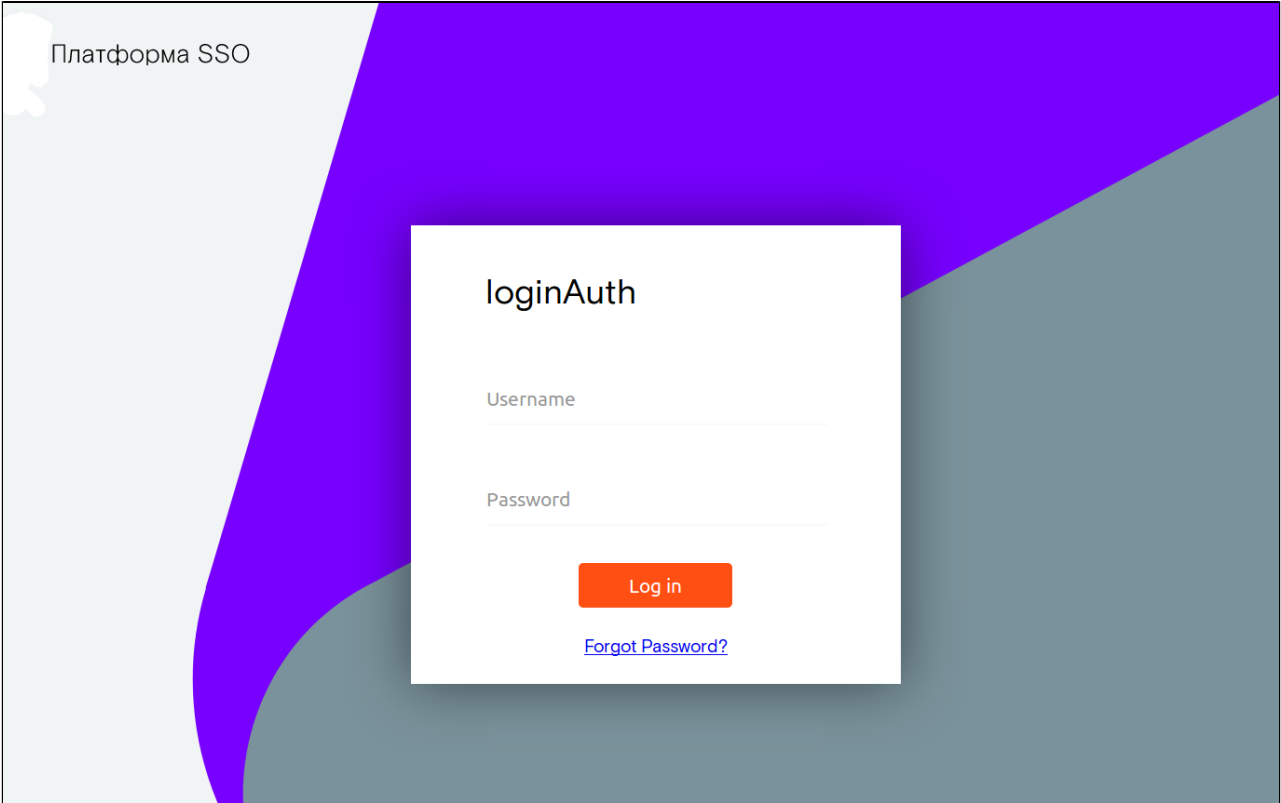 Платформа SSO
loginAuth
Username
Password
Log in
Forgot Password?